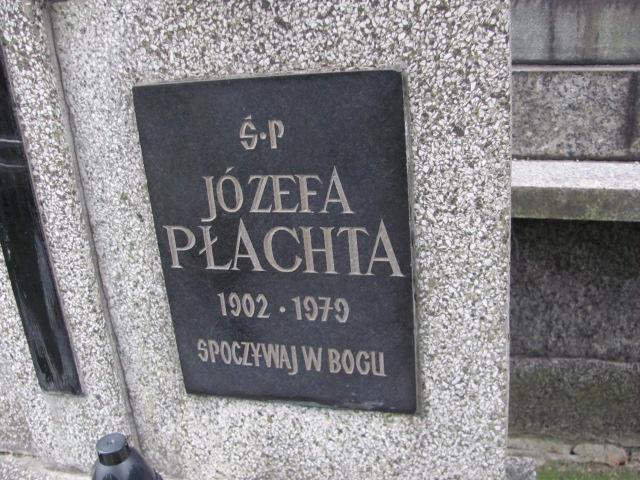 Ś.P
JÓZEFA
PŁACHTA
1902 · 1979
SPOCZYWAJ W BOGU